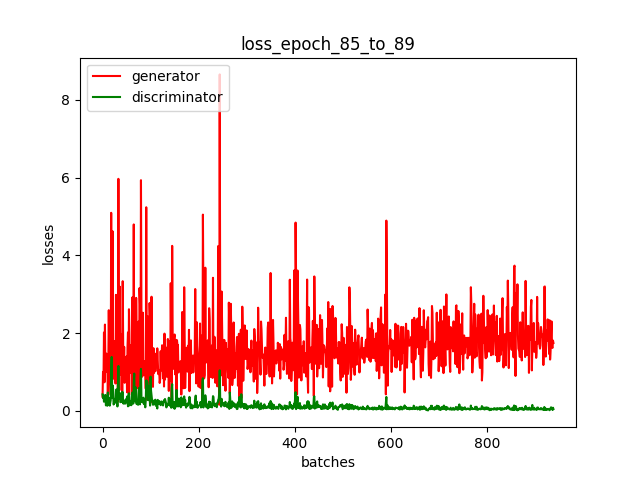 loss_epoch_85_to_89
generator
discriminator
losses
8
6
4
2
0
0 200 400 600 800
batches